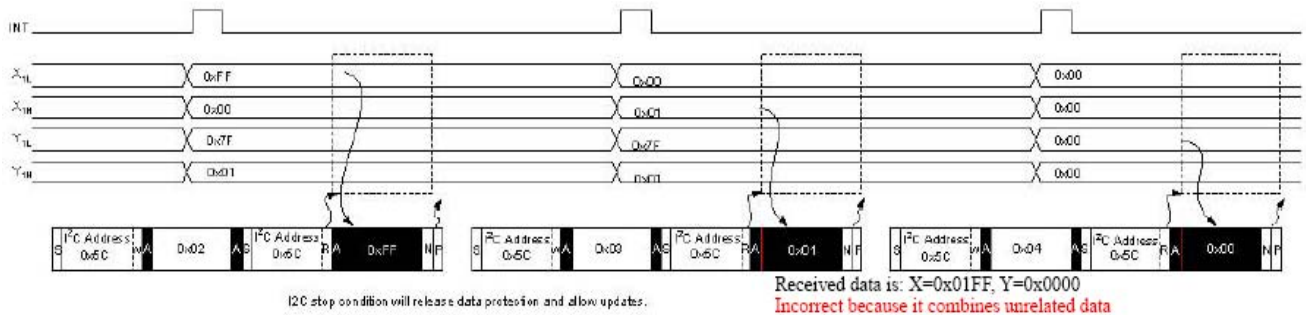 INT
X1L 0xFF 0x00 0x00
X1H 0x00 0x01 0x00
Y1L 0x7F 0x7F 0x00
Y1H 0x01 0x01 0x00
S I²C Address 0x5C W A 0x02 A S I²C Address 0x5C R A 0xFF N P
S I²C Address 0x5C W A 0x03 A S I²C Address 0x5C R A 0x01 N P
S I²C Address 0x5C W A 0x04 A S I²C Address 0x5C R A 0x00 N P
I2C stop condition will release data protection and allow updates.
Received data is: X=0x01FF, Y=0x0000
Incorrect because it combines unrelated data